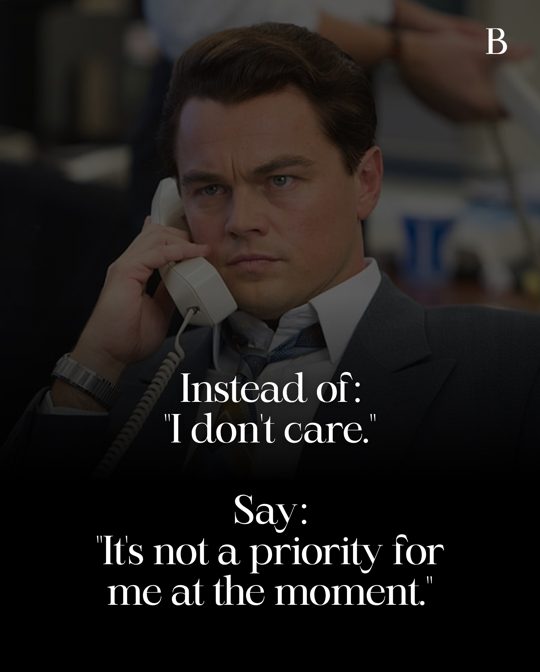 B
Instead of:
"I don't care."
Say:
"It's not a priority for
me at the moment."